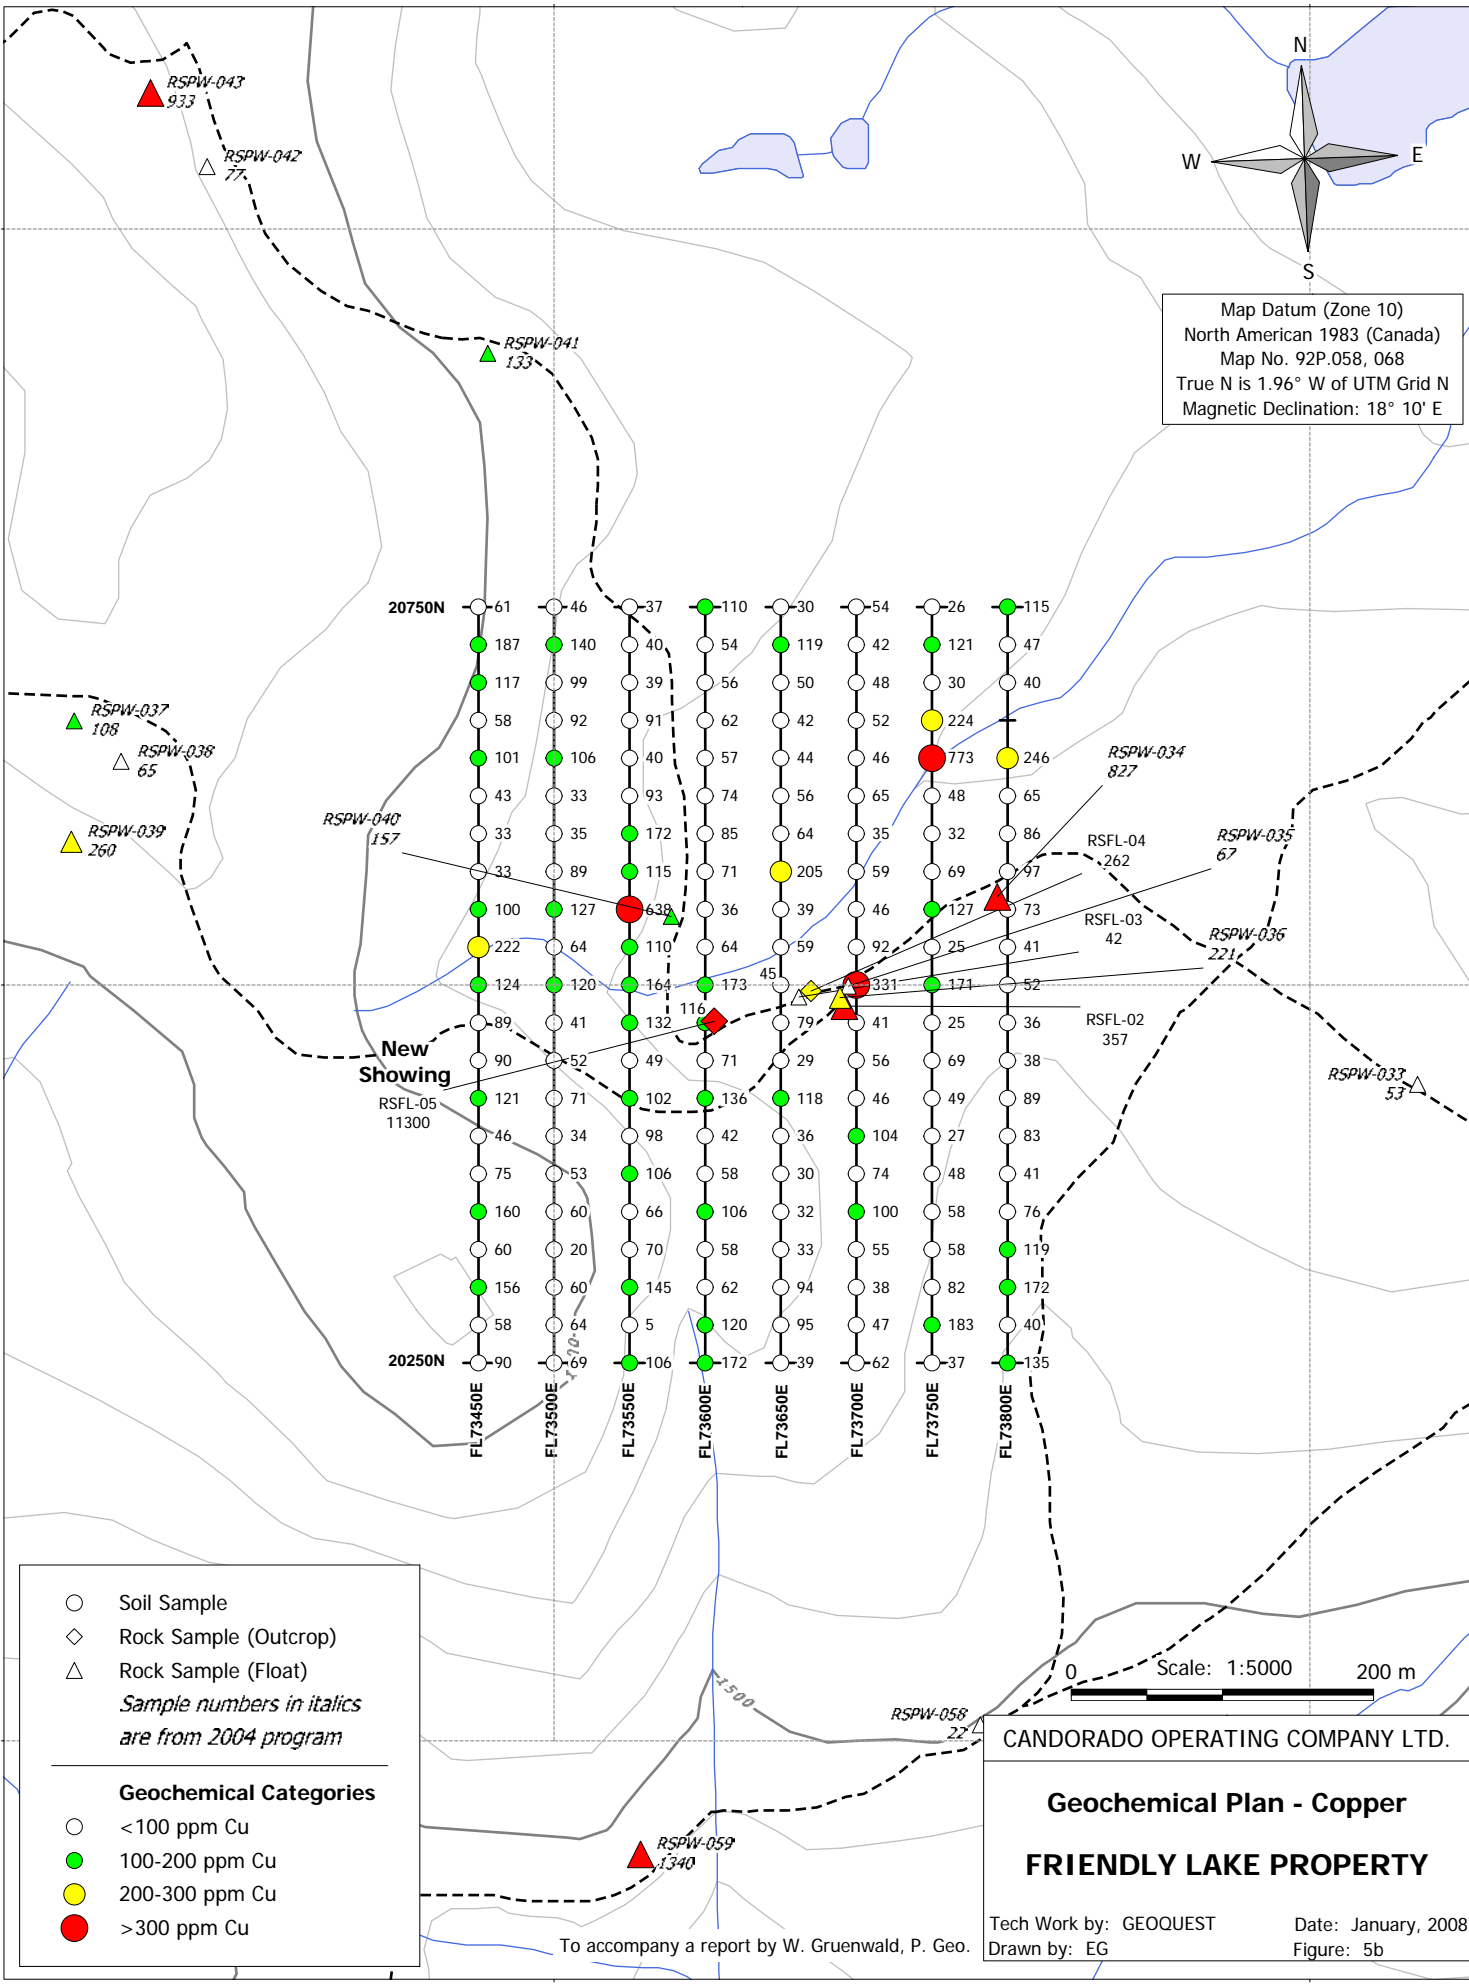 RSPW-043
933
RSPW-042
77
N
W
E
S
Map Datum (Zone 10)
North American 1983 (Canada)
Map No. 92P.058, 068
True N is 1.96° W of UTM Grid N
Magnetic Declination: 18° 10' E
RSPW-041
133
20750N 61 46 37 110 30 54 26 115
187 140 40 54 119 42 121 47
117 99 39 56 50 48 30 40
RSPW-037
108
58 92 91 62 42 52 224
RSPW-038
65
101 106 40 57 44 46 773 246
RSPW-034
827
43 33 93 74 56 65 48 65
RSPW-039
260
RSPW-040
157
33 35 172 85 64 35 32 86
RSFL-04
262
RSPW-035
67
33 89 115 71 205 59 69 97
100 127 638 36 39 46 127 73
RSFL-03
42
RSPW-036
221
222 64 110 64 59 92 25 41
124 120 164 173 45 331 171 52
89 41 132 116 79 41 25 36
RSFL-02
357
New
Showing
90 52 49 71 29 56 69 38
RSPW-033
53
RSFL-05
11300
121 71 102 136 118 46 49 89
46 34 98 42 36 104 27 83
75 53 106 58 30 74 48 41
160 60 66 106 32 100 58 76
60 20 70 58 33 55 58 119
156 60 145 62 94 38 82 172
58 64 5 120 95 47 183 40
20250N 90 69 106 172 39 62 37 135
FL73450E
FL73500E
FL73550E
FL73600E
FL73650E
FL73700E
FL73750E
FL73800E
Soil Sample
Rock Sample (Outcrop)
Rock Sample (Float)
Sample numbers in italics
are from 2004 program
Geochemical Categories
<100 ppm Cu
100-200 ppm Cu
200-300 ppm Cu
>300 ppm Cu
1500
0 Scale: 1:5000 200 m
RSPW-058
22
RSPW-059
1340
CANDORADO OPERATING COMPANY LTD.
Geochemical Plan - Copper
FRIENDLY LAKE PROPERTY
Tech Work by: GEOQUEST Date: January, 2008
Drawn by: EG Figure: 5b
To accompany a report by W. Gruenwald, P. Geo.